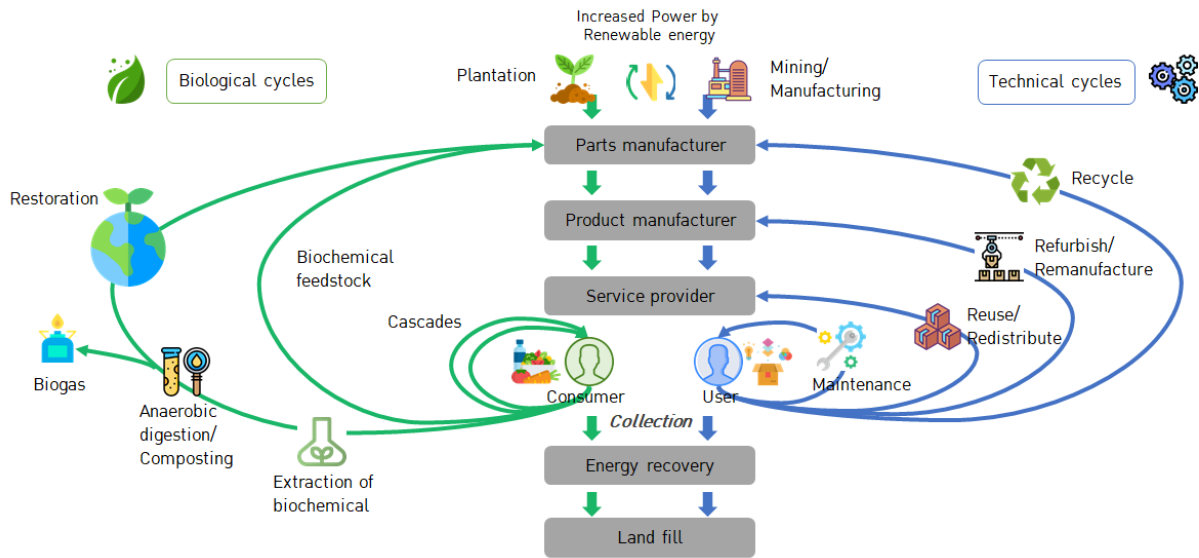 Increased Power by
Renewable energy
Biological cycles
Plantation
Mining/
Manufacturing
Technical cycles
Parts manufacturer
Recycle
Restoration
Product manufacturer
Refurbish/
Remanufacture
Biochemical
feedstock
Service provider
Reuse/
Redistribute
Cascades
Biogas
Consumer
User
Maintenance
Anaerobic
digestion/
Composting
Collection
Extraction of
biochemical
Energy recovery
Land fill